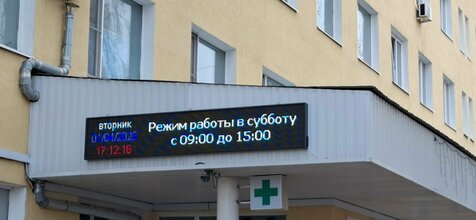 вторник
01/04/2025
17:12:16
Режим работы в субботу
с 09:00 до 15:00